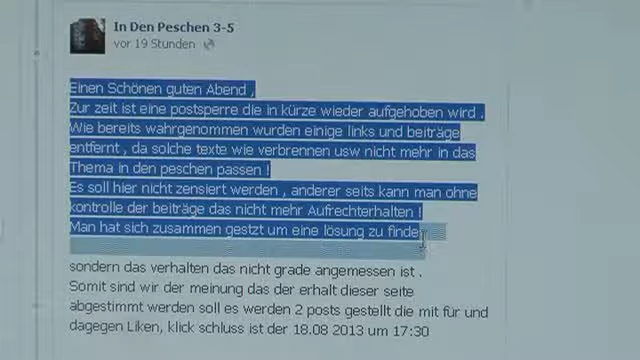 In Den Peschen 3-5
vor 19 Stunden
Einen Schönen guten Abend ,
Zur zeit ist eine postsperre die in kürze wieder aufgehoben wird .
Wie bereits wahrgenommen wurden einige links und beiträge
entfernt , da solche texte wie verbrennen usw nicht mehr in das
Thema in den peschen passen !
Es soll hier nicht zensiert werden , anderer seits kann man ohne
kontrolle der beiträge das nicht mehr Aufrechterhalten !
Man hat sich zusammen gestzt um eine lösung zu finde
sondern das verhalten das nicht grade angemessen ist .
Somit sind wir der meinung das der erhalt dieser seite
abgestimmt werden soll es werden 2 posts gestellt die mit für und
dagegen Liken, klick schluss ist der 18.08 2013 um 17:30